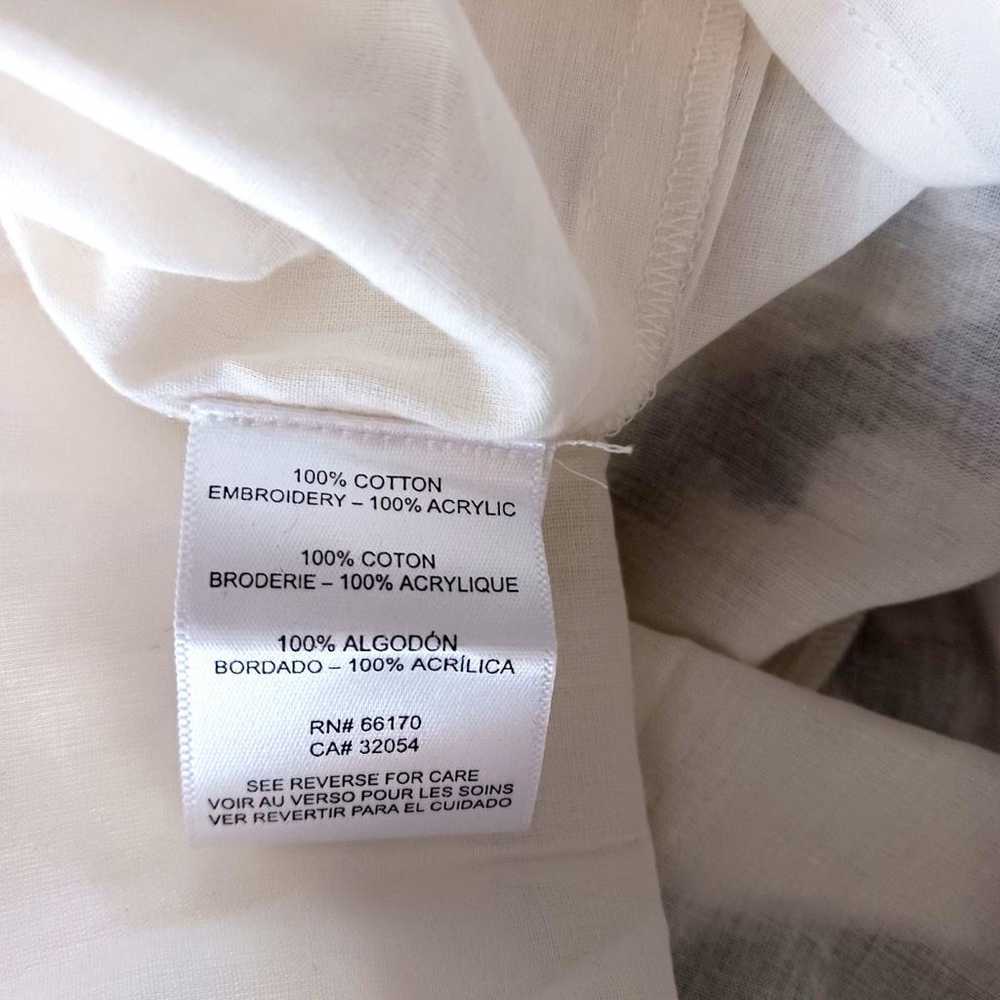 100% COTTON
EMBROIDERY – 100% ACRYLIC
100% COTON
BRODERIE – 100% ACRYLIQUE
100% ALGODÓN
BORDADO – 100% ACRÍLICA
RN# 66170
CA# 32054
SEE REVERSE FOR CARE
VOIR AU VERSO POUR LES SOINS
VER REVERTIR PARA EL CUIDADO